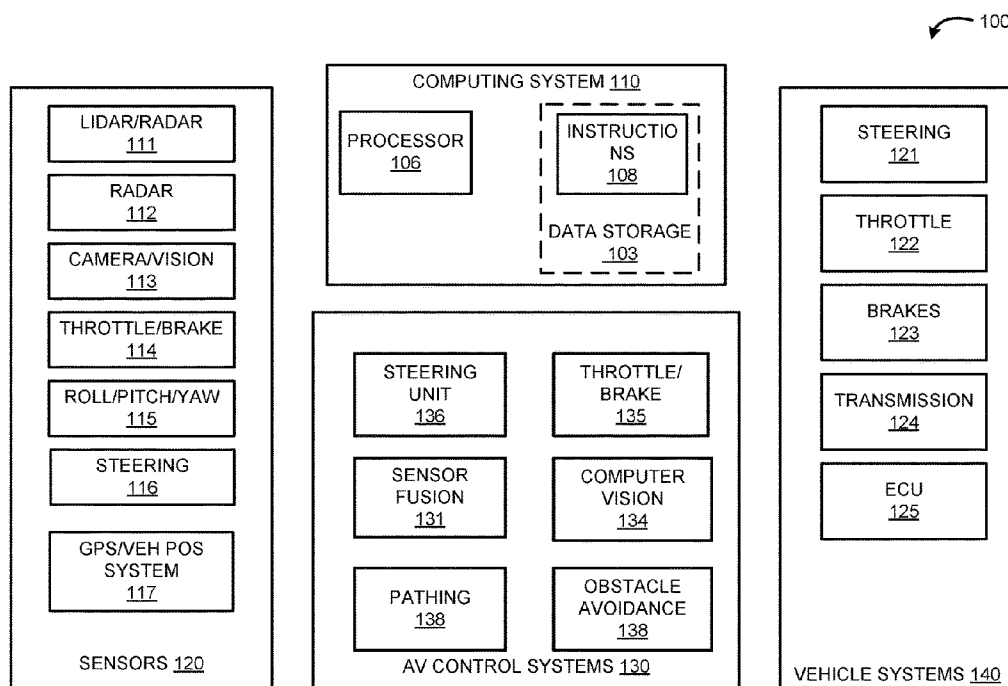 100
LIDAR/RADAR
111
RADAR
112
CAMERA/VISION
113
THROTTLE/BRAKE
114
ROLL/PITCH/YAW
115
STEERING
116
GPS/VEH POS
SYSTEM
117
SENSORS 120
COMPUTING SYSTEM 110
PROCESSOR
106
INSTRUCTIO
NS
108
DATA STORAGE
103
STEERING
UNIT
136
THROTTLE/
BRAKE
135
SENSOR
FUSION
131
COMPUTER
VISION
134
PATHING
138
OBSTACLE
AVOIDANCE
138
AV CONTROL SYSTEMS 130
STEERING
121
THROTTLE
122
BRAKES
123
TRANSMISSION
124
ECU
125
VEHICLE SYSTEMS 140